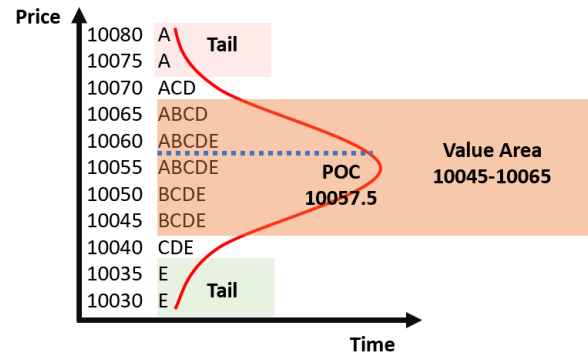 Price
10080 A Tail
10075 A
10070 ACD
10065 ABCD
10060 ABCDE
10055 ABCDE
10050 BCDE
10045 BCDE
10040 CDE
10035 E
10030 E Tail
POC
10057.5
Value Area
10045-10065
Time